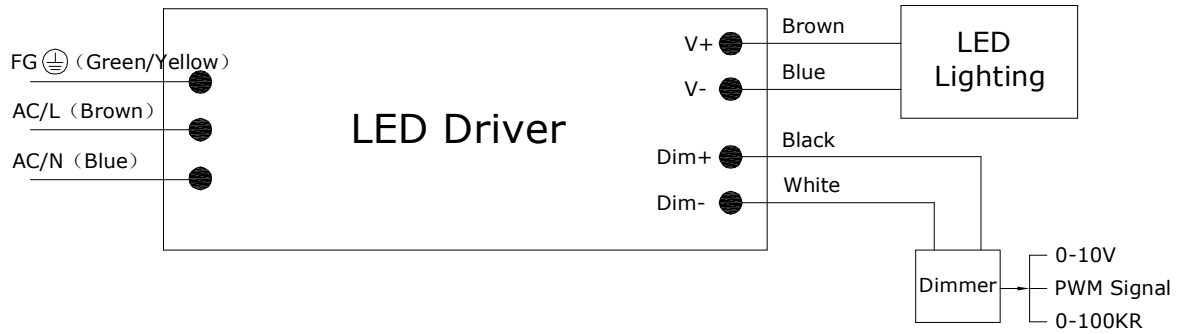 FG （Green/Yellow）
AC/L（Brown）
AC/N（Blue）
LED Driver
V+
V-
Dim+
Dim-
Brown
Blue
Black
White
LED
Lighting
Dimmer
0-10V
PWM Signal
0-100KR